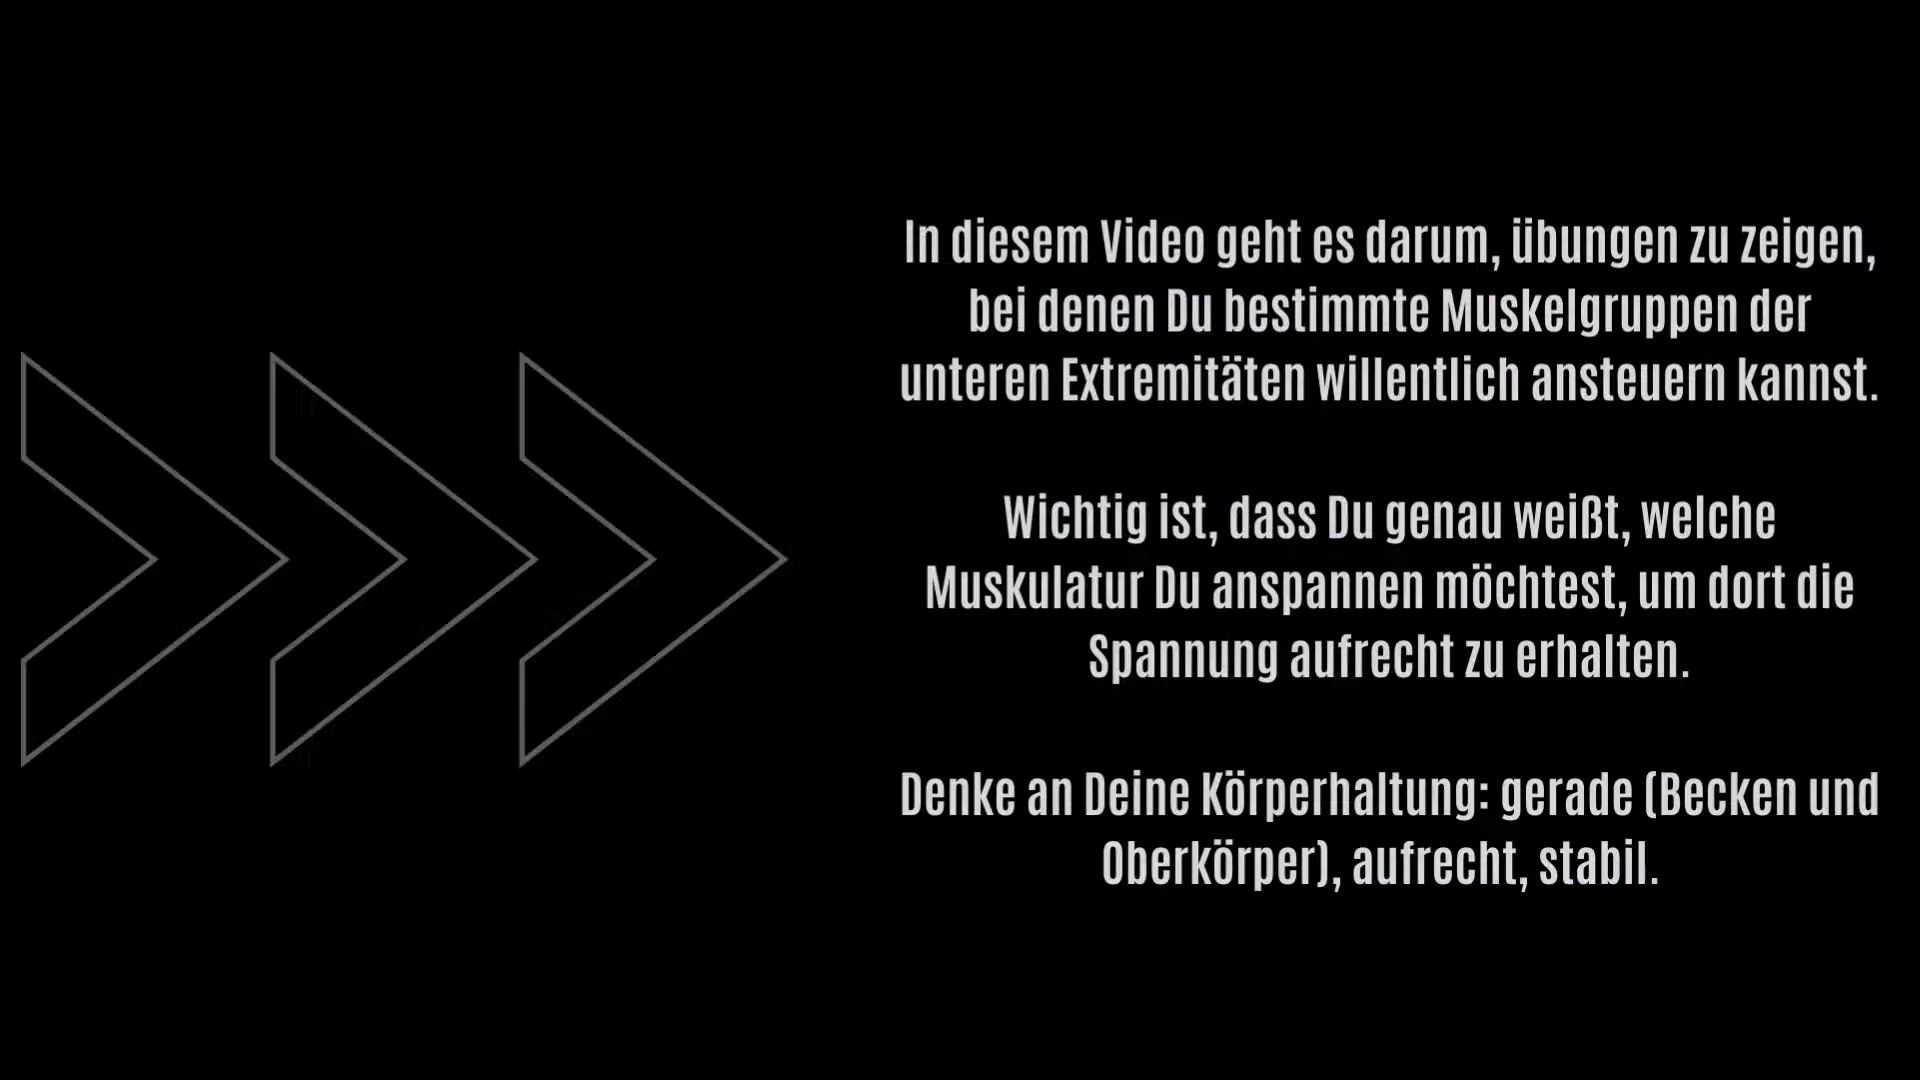 In diesem Video geht es darum, übungen zu zeigen,
bei denen Du bestimmte Muskelgruppen der
unteren Extremitäten willentlich ansteuern kannst.
Wichtig ist, dass Du genau weißt, welche
Muskulatur Du anspannen möchtest, um dort die
Spannung aufrecht zu erhalten.
Denke an Deine Körperhaltung: gerade (Becken und
Oberkörper), aufrecht, stabil.